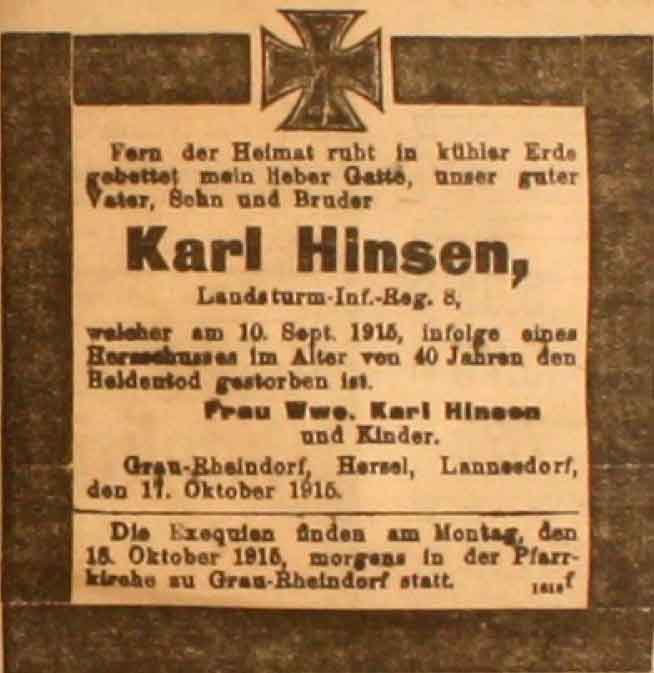 Fern der Heimat ruht in kühler Erde
gebettet mein lieber Gatte, unser guter
Vater, Sohn und Bruder
Karl Hinsen,
Landsturm-Inf.-Reg. 8,
welcher am 10. Sept. 1915, infolge eines
Herzschusses im Alter von 40 Jahren den
Heldentod gestorben ist.
Frau Wwe. Karl Hinsen
und Kinder.
Grau-Rheindorf, Hersel, Lannesdorf,
den 17. Oktober 1915.
Die Exequien finden am Montag, den
18. Oktober 1915, morgens in der Pfarr-
kirche zu Grau-Rheindorf statt.